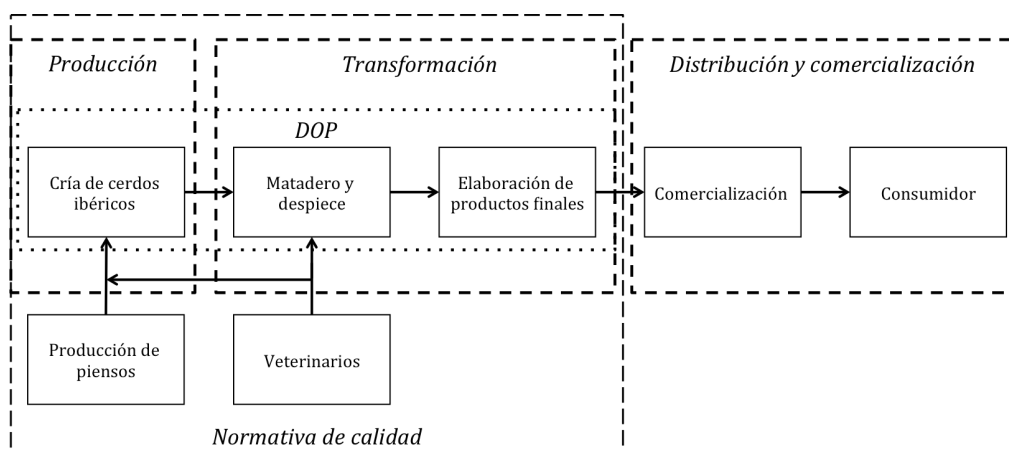 Producción
Transformación
Distribución y comercialización
DOP
Cría de cerdos
ibéricos
Matadero y
despiece
Elaboración de
productos finales
Comercialización
Consumidor
Producción de
piensos
Veterinarios
Normativa de calidad